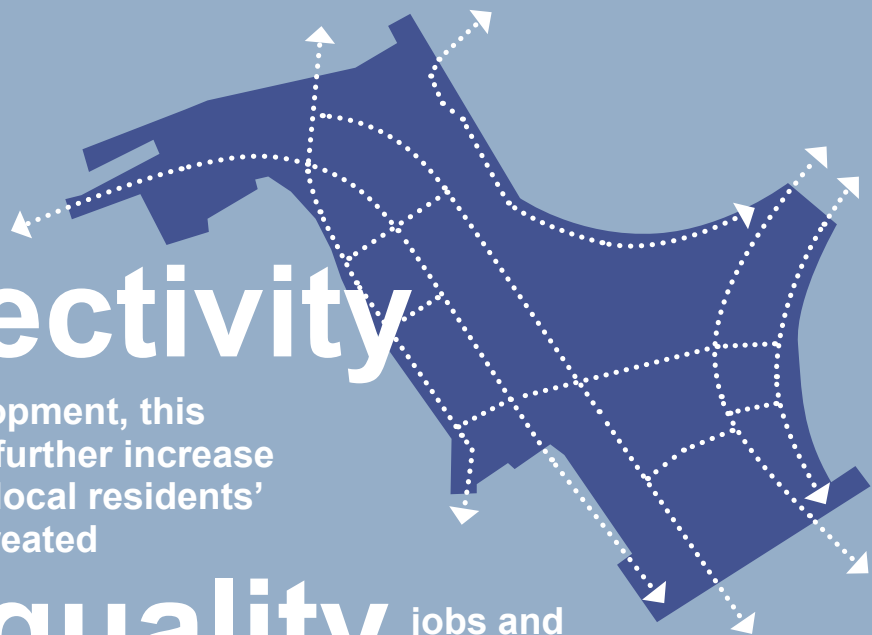 ectivity
opment, this
further increase
local residents’
eated
quality jobs and